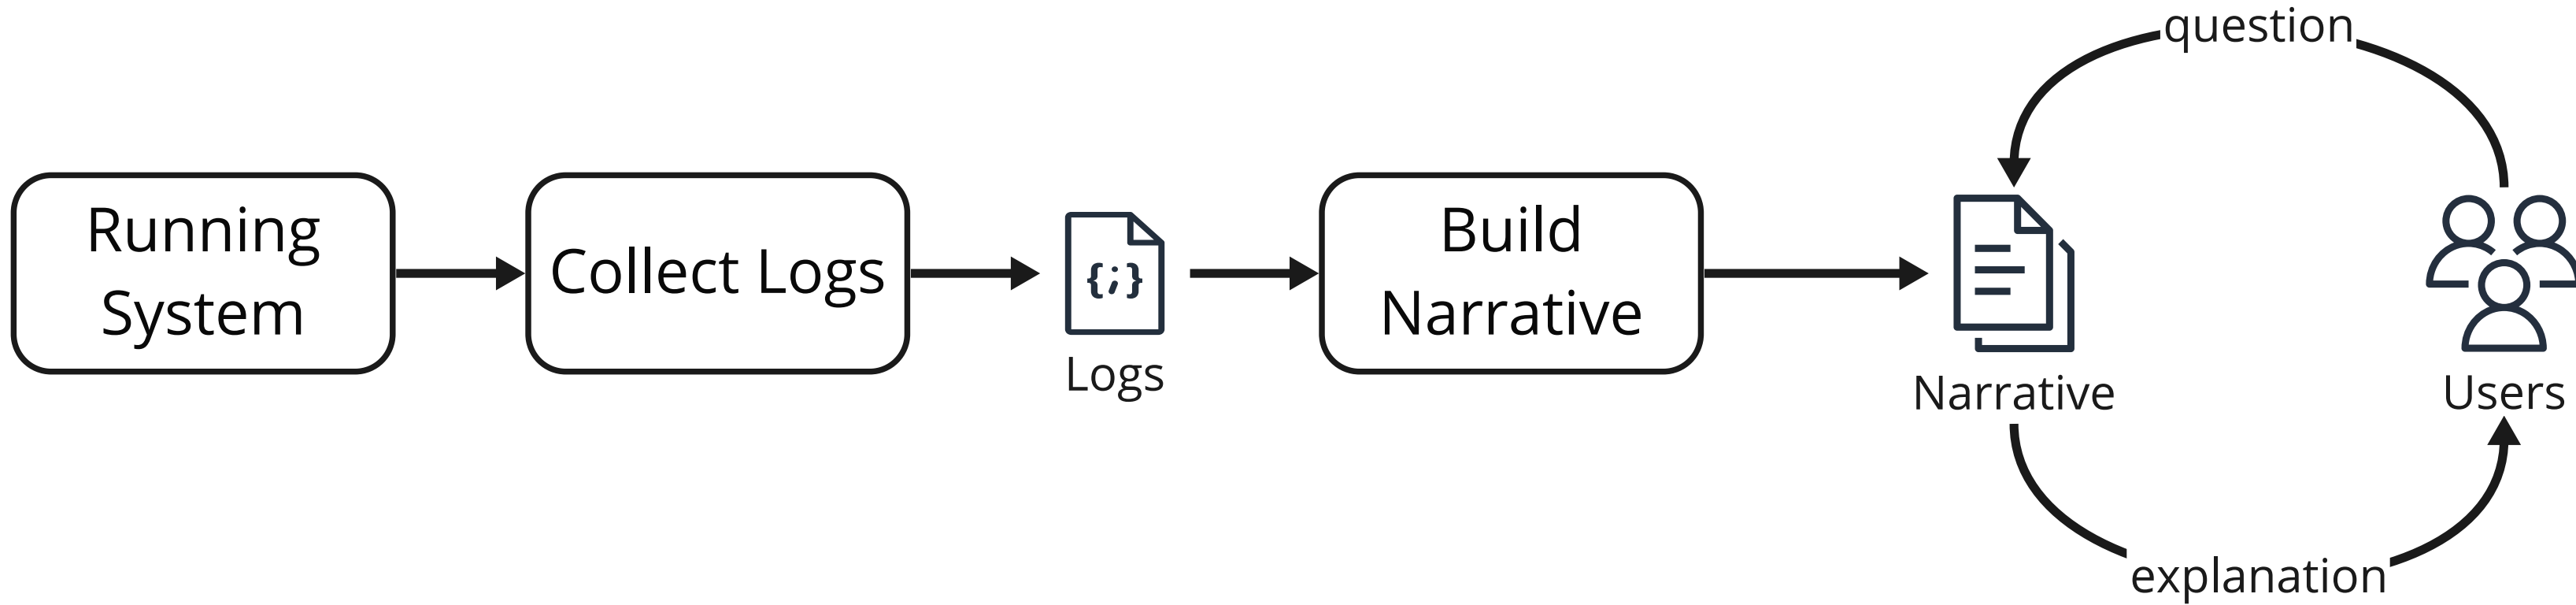 question
Running
System
Collect Logs
{;}
Logs
Build
Narrative
Narrative
Users
explanation